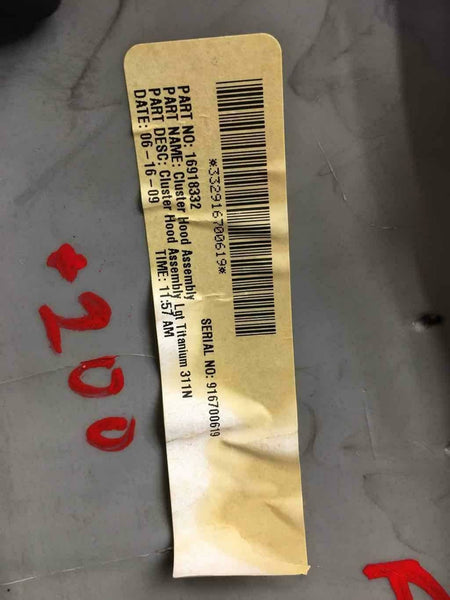 *332916700619*
SERIAL NO: 916700619
PART NO: 16918332
PART NAME: Cluster Hood Assembly
PART DESC: Cluster Hood Assembly Lgt Titanium 311N
DATE: 06-16-09 TIME: 11:57 AM
200